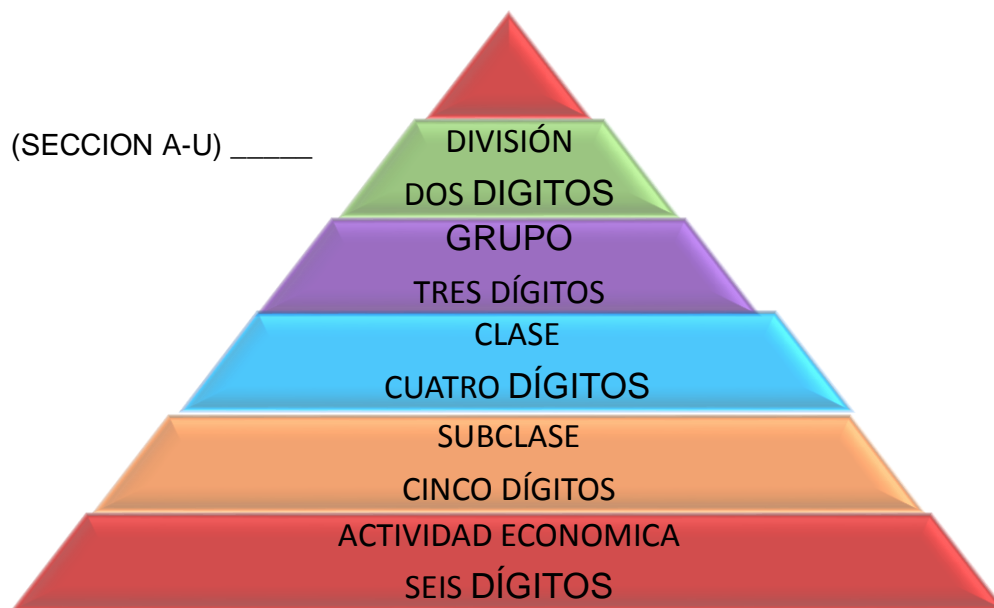 (SECCION A-U) _____
DIVISIÓN
DOS DIGITOS
GRUPO
TRES DÍGITOS
CLASE
CUATRO DÍGITOS
SUBCLASE
CINCO DÍGITOS
ACTIVIDAD ECONOMICA
SEIS DÍGITOS